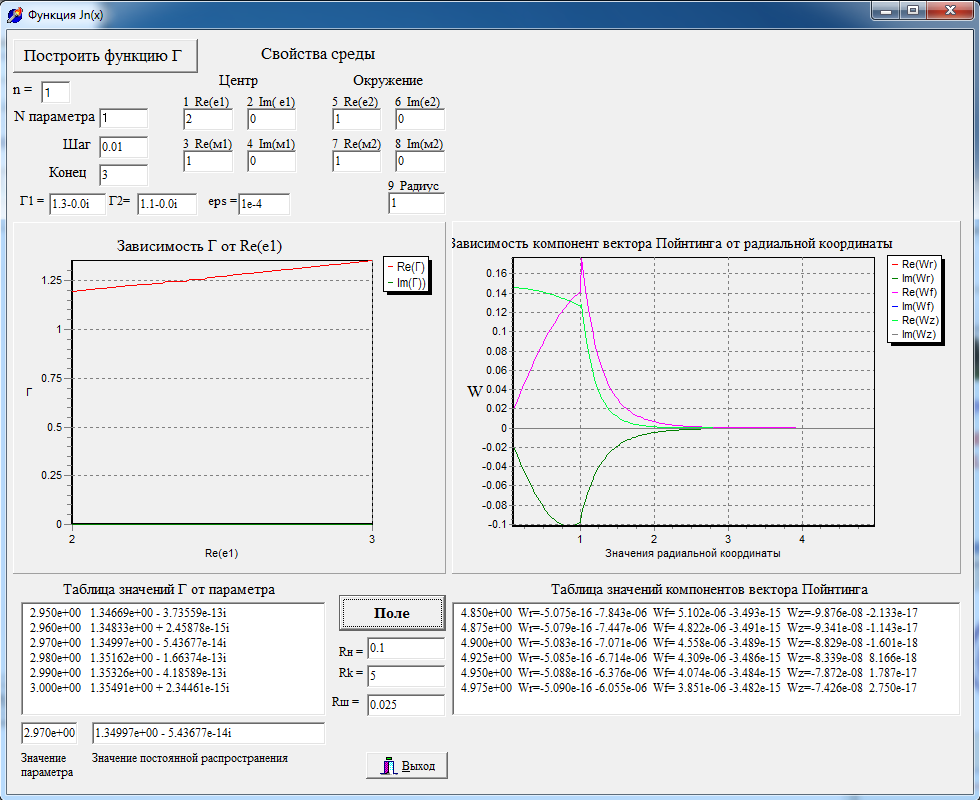 Функция Jn(x)
Построить функцию Г
Свойства среды
Центр Окружение
n = 1
1 Re(e1) 2 Im( e1) 5 Re(e2) 6 Im(e2)
2 0 1 0
N параметра 1
3 Re(м1) 4 Im(м1) 7 Re(м2) 8 Im(м2)
1 0 1 0
Шаг 0.01
Конец 3
9 Радиус
1
Г1 = 1.3-0.0i Г2= 1.1-0.0i eps = 1e-4
Зависимость Г от Re(e1)
Re(Г)
Im(Г))
1.25
1
0.75
Г
0.5
0.25
0
2 3
Re(e1)
Зависимость компонент вектора Пойнтинга от радиальной координаты
Re(Wr)
Im(Wr)
Re(Wf)
Im(Wf)
Re(Wz)
Im(Wz)
0.16
0.14
0.12
0.1
0.08
0.06
W 0.04
0.02
0
-0.02
-0.04
-0.06
-0.08
-0.1
1 2 3 4
Значения радиальной координаты
Таблица значений Г от параметра
2.950e+00 1.34669e+00 - 3.73559e-13i
2.960e+00 1.34833e+00 + 2.45878e-15i
2.970e+00 1.34997e+00 - 5.43677e-14i
2.980e+00 1.35162e+00 - 1.66374e-13i
2.990e+00 1.35326e+00 - 4.18589e-13i
3.000e+00 1.35491e+00 + 2.34461e-15i
2.970e+00 1.34997e+00 - 5.43677e-14i
Значение Значение постоянной распространения
параметра
Поле
Rн = 0.1
Rk = 5
Rш = 0.025
Выход
Таблица значений компонентов вектора Пойнтинга
4.850e+00 Wr=-5.075e-16 -7.843e-06 Wf= 5.102e-06 -3.493e-15 Wz=-9.876e-08 -2.133e-17
4.875e+00 Wr=-5.079e-16 -7.447e-06 Wf= 4.822e-06 -3.491e-15 Wz=-9.341e-08 -1.143e-17
4.900e+00 Wr=-5.083e-16 -7.071e-06 Wf= 4.558e-06 -3.489e-15 Wz=-8.829e-08 -1.601e-18
4.925e+00 Wr=-5.085e-16 -6.714e-06 Wf= 4.309e-06 -3.486e-15 Wz=-8.339e-08 8.166e-18
4.950e+00 Wr=-5.088e-16 -6.376e-06 Wf= 4.074e-06 -3.484e-15 Wz=-7.872e-08 1.787e-17
4.975e+00 Wr=-5.090e-16 -6.055e-06 Wf= 3.851e-06 -3.482e-15 Wz=-7.426e-08 2.750e-17